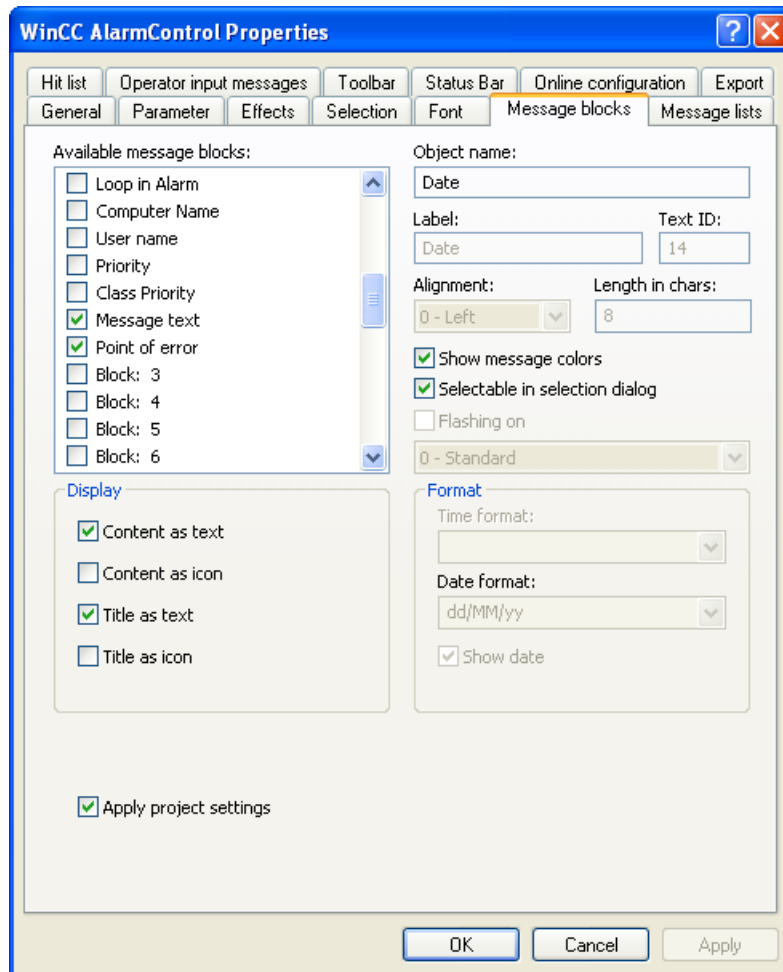 WinCC AlarmControl Properties
Hit list
Operator input messages
Toolbar
Status Bar
Online configuration
Export
General
Parameter
Effects
Selection
Font
Message blocks
Message lists
Available message blocks:
Loop in Alarm
Computer Name
User name
Priority
Class Priority
Message text
Point of error
Block: 3
Block: 4
Block: 5
Block: 6
Object name:
Date
Label:
Text ID:
Date
14
Alignment:
Length in chars:
0 - Left
8
Show message colors
Selectable in selection dialog
Flashing on
0 - Standard
Display
Content as text
Content as icon
Title as text
Title as icon
Format
Time format:
Date format:
dd/MM/yy
Show date
Apply project settings
OK
Cancel
Apply